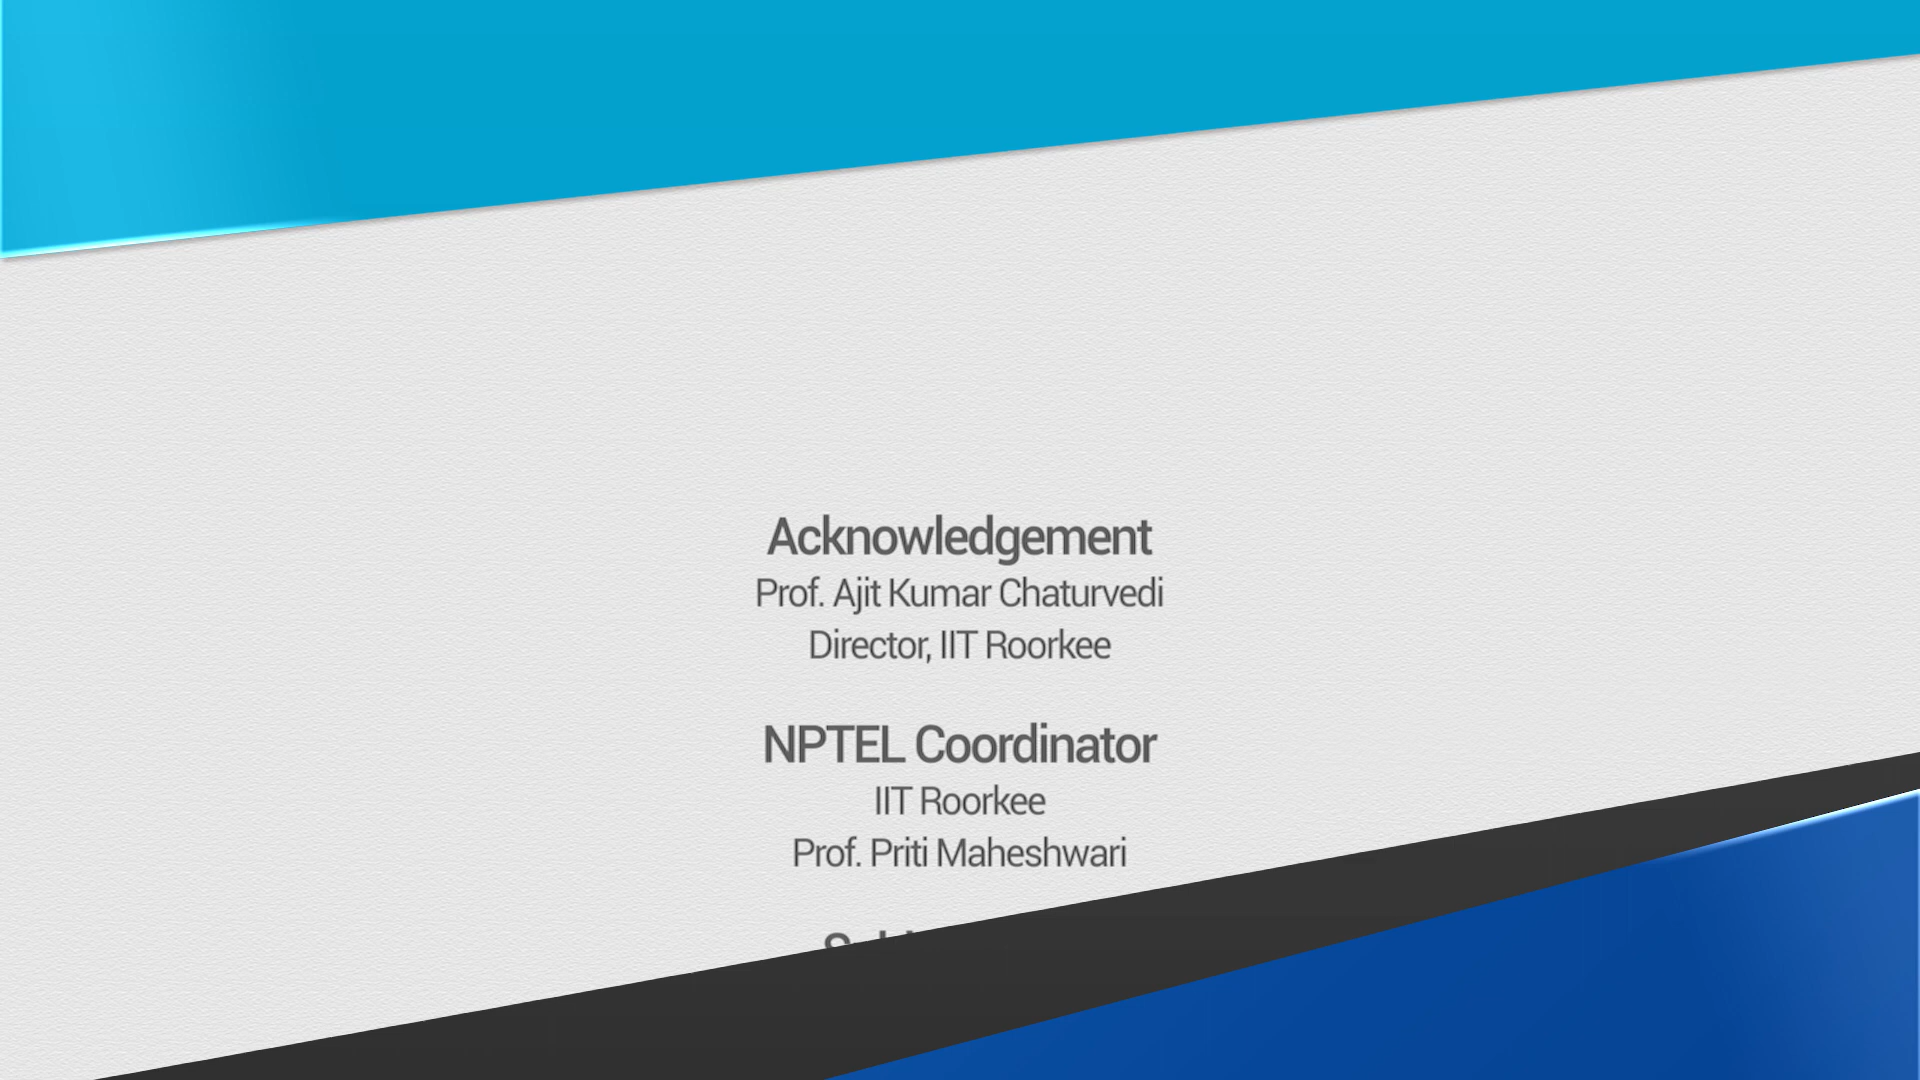 Acknowledgement
Prof. Ajit Kumar Chaturvedi
Director, IIT Roorkee
NPTEL Coordinator
IIT Roorkee
Prof. Priti Maheshwari